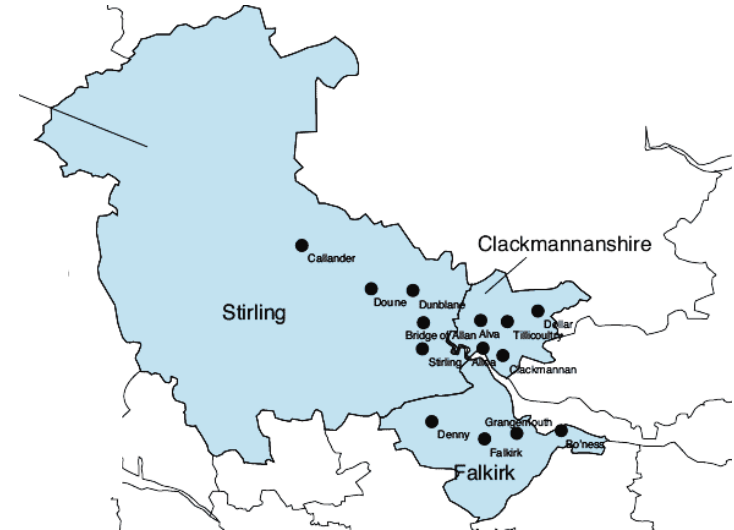 Clackmannanshire
Callander
Doune
Dunblane
Stirling
Dollar
Bridge of Allan
Alva
Tillicoultry
Stirling
Alloa
Clackmannan
Grangemouth
Denny
Bo'ness
Falkirk
Falkirk